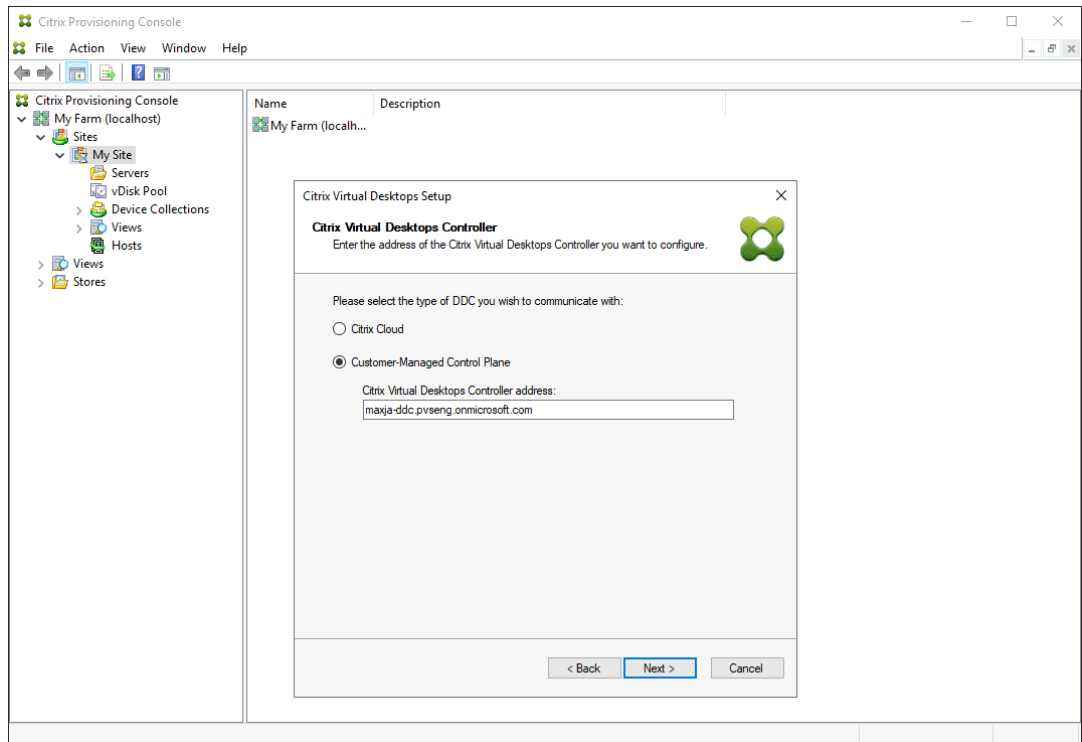 Citrix Provisioning Console
File Action View Window Help
Citrix Provisioning Console
My Farm (localhost)
Sites
My Site
Servers
vDisk Pool
Device Collections
Views
Hosts
Views
Stores
Name Description
My Farm (localh...
Citrix Virtual Desktops Setup
Citrix Virtual Desktops Controller
Enter the address of the Citrix Virtual Desktops Controller you want to configure.
Please select the type of DDC you wish to communicate with:
Citrix Cloud
Customer-Managed Control Plane
Citrix Virtual Desktops Controller address:
maxja-ddc.pvseng.onmicrosoft.com
< Back Next > Cancel